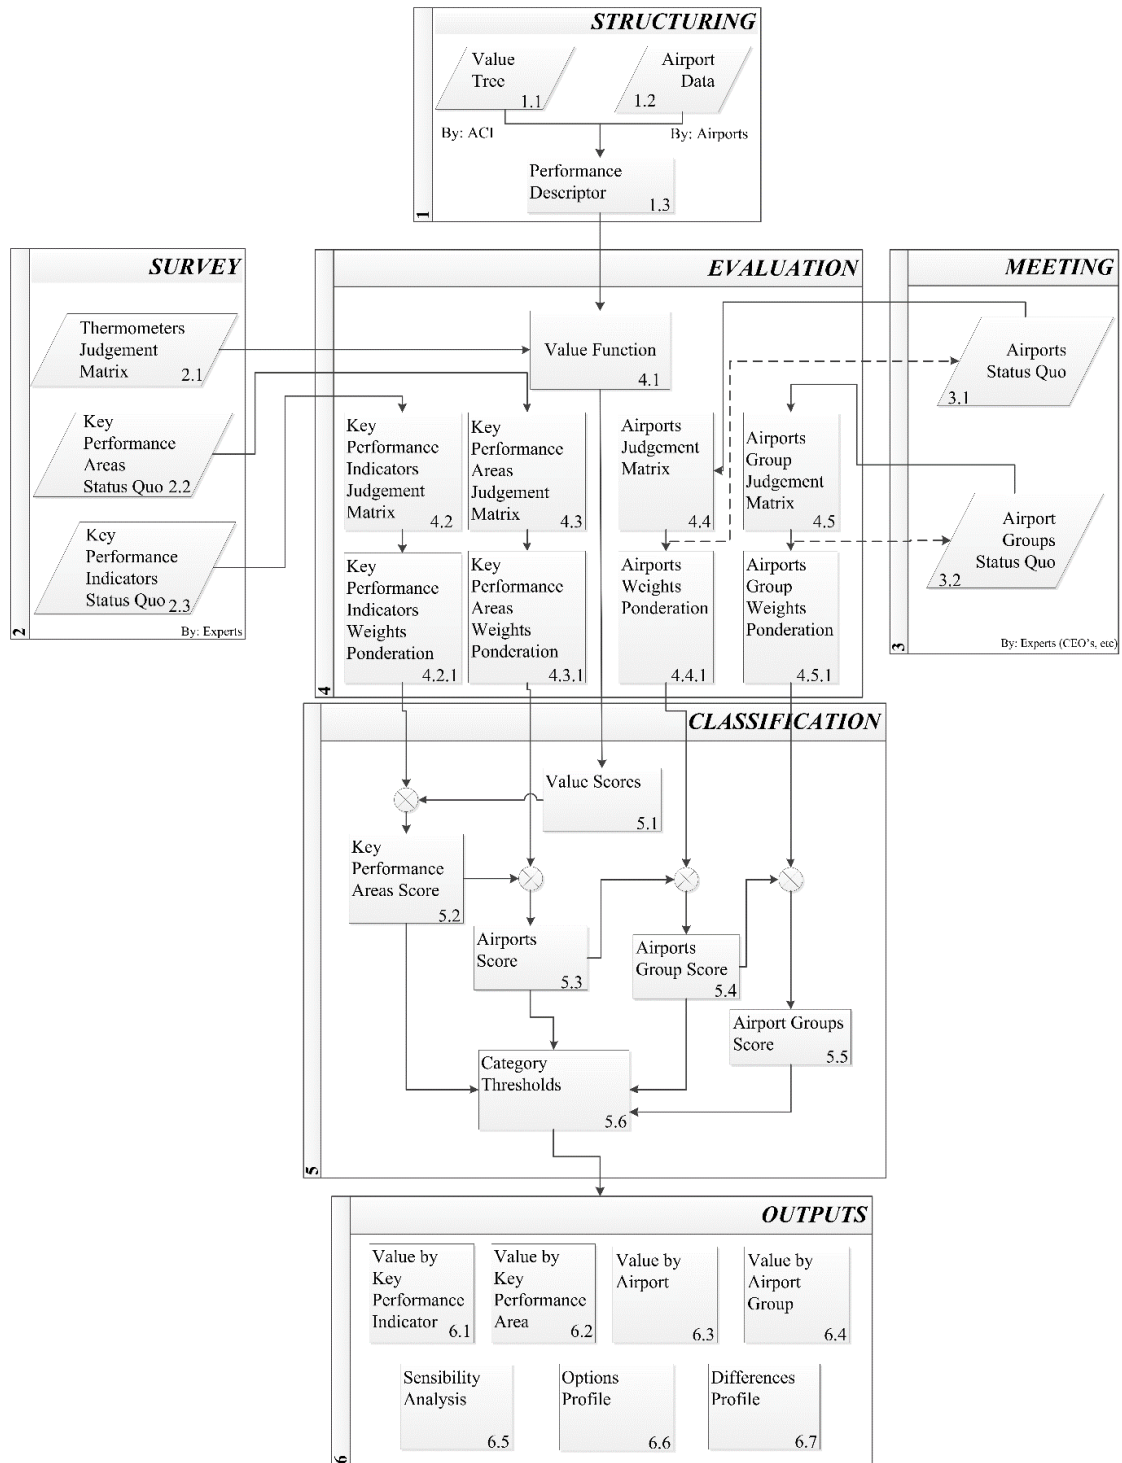 STRUCTURING
Value
Tree
1.1
Airport
Data
1.2
By: ACI
By: Airports
Performance
Descriptor
1.3
1
SURVEY
Thermometers
Judgement
Matrix
2.1
Key
Performance
Areas
Status Quo 2.2
Key
Performance
Indicators
Status Quo 2.3
By: Experts
2
EVALUATION
Value Function
4.1
Key
Performance
Indicators
Judgement
Matrix
4.2
Key
Performance
Areas
Judgement
Matrix
4.3
Airports
Judgement
Matrix
4.4
Airports
Group
Judgement
Matrix
4.5
Key
Performance
Indicators
Weights
Ponderation
4.2.1
Key
Performance
Areas
Weights
Ponderation
4.3.1
Airports
Weights
Ponderation
4.4.1
Airports
Group
Weights
Ponderation
4.5.1
4
MEETING
Airports
Status Quo
3.1
Airport
Groups
Status Quo
3.2
By: Experts (CEO's, etc)
3
CLASSIFICATION
Value Scores
5.1
Key
Performance
Areas Score
5.2
Airports
Score
5.3
Airports
Group Score
5.4
Airport Groups
Score
5.5
Category
Thresholds
5.6
5
OUTPUTS
Value by
Key
Performance
Indicator
6.1
Value by
Key
Performance
Area
6.2
Value by
Airport
6.3
Value by
Airport
Group
6.4
Sensibility
Analysis
6.5
Options
Profile
6.6
Differences
Profile
6.7
6